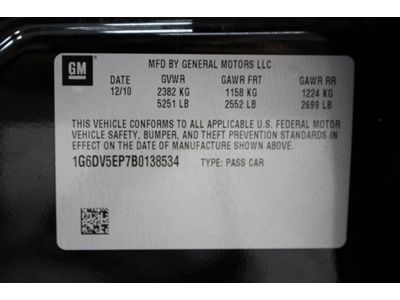 GM
MFD BY GENERAL MOTORS LLC
DATE GVWR GAWR FRT GAWR RR
12/10 2382 KG 1158 KG 1224 KG
5251 LB 2552 LB 2699 LB
THIS VEHICLE CONFORMS TO ALL APPLICABLE U.S. FEDERAL MOTOR
VEHICLE SAFETY, BUMPER, AND THEFT PREVENTION STANDARDS IN
EFFECT ON THE DATE OF MANUFACTURE SHOWN ABOVE.
1G6DV5EP7B0138534 TYPE: PASS CAR